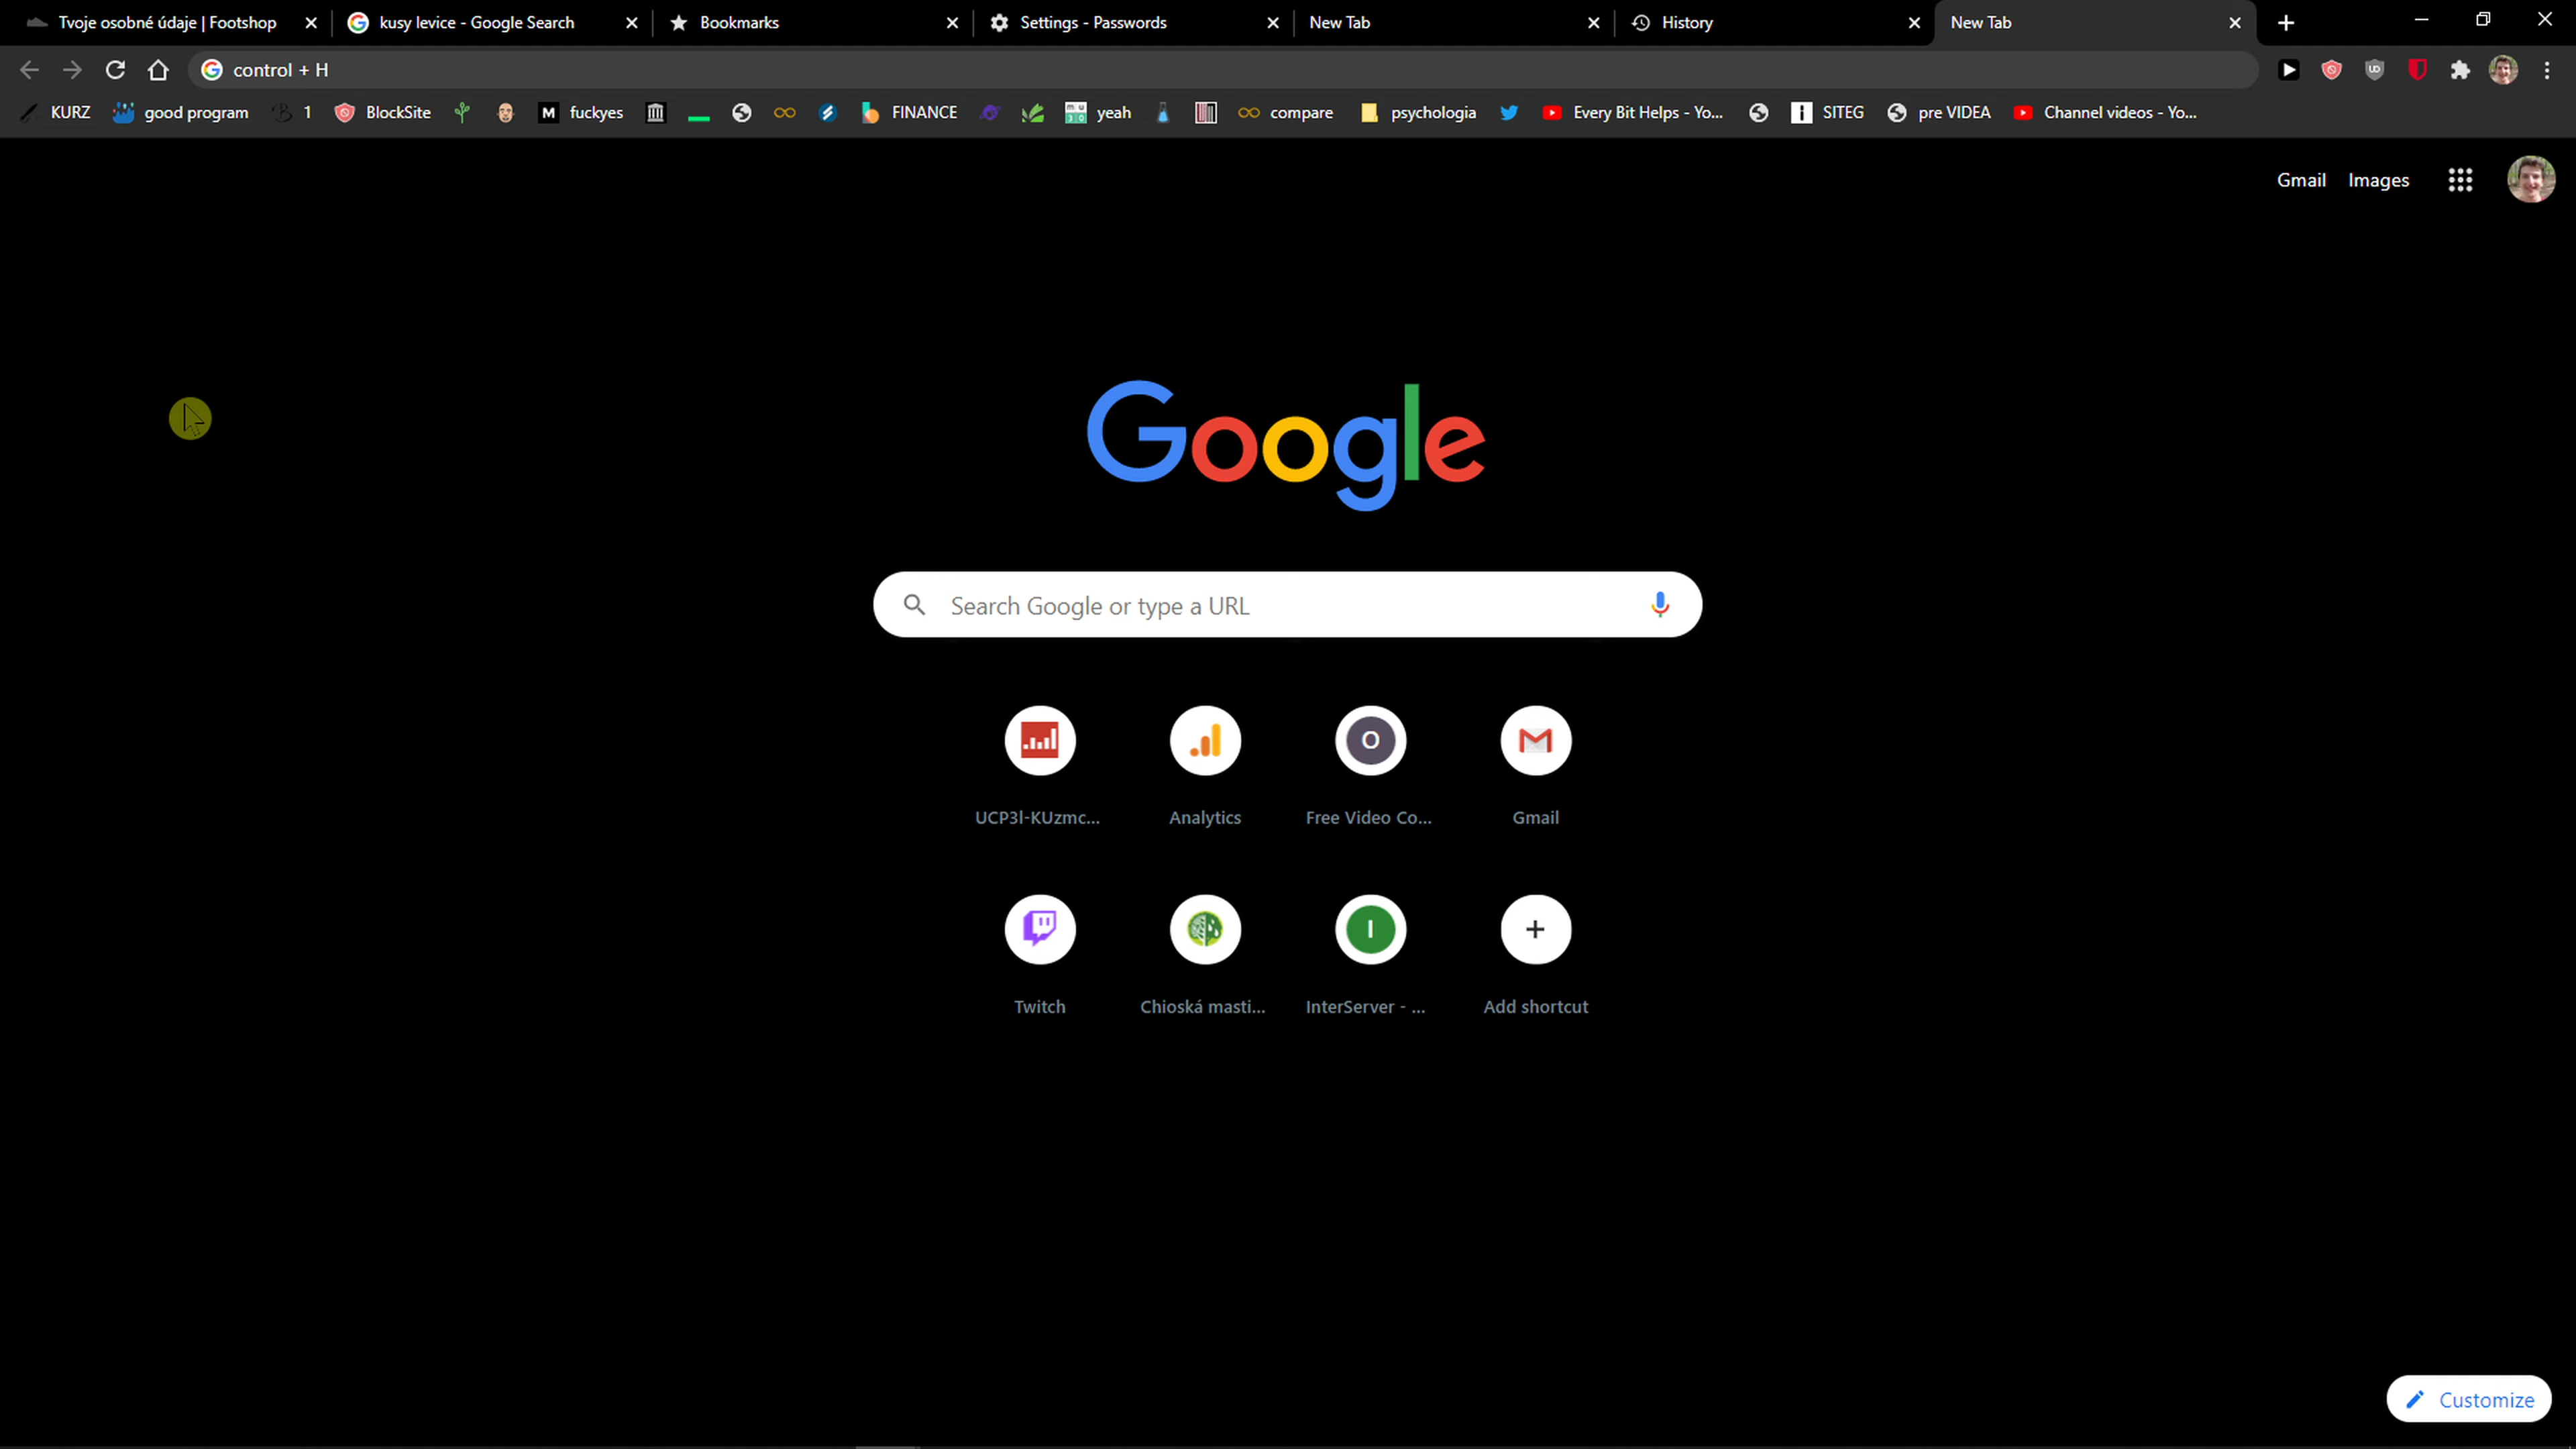 Tvoje osobné údaje | Footshop
kusy levice - Google Search
Bookmarks
Settings - Passwords
New Tab
History
New Tab
control + H
KURZ
good program
1
BlockSite
M
fuckyes
FINANCE
yeah
compare
psychologia
Every Bit Helps - Yo...
SITEG
pre VIDEA
Channel videos - Yo...
Gmail
Images
Google
Search Google or type a URL
O
UCP3l-KUzmc...
Analytics
Free Video Co...
Gmail
I
Twitch
Chioská masti...
InterServer - ...
Add shortcut
Customize